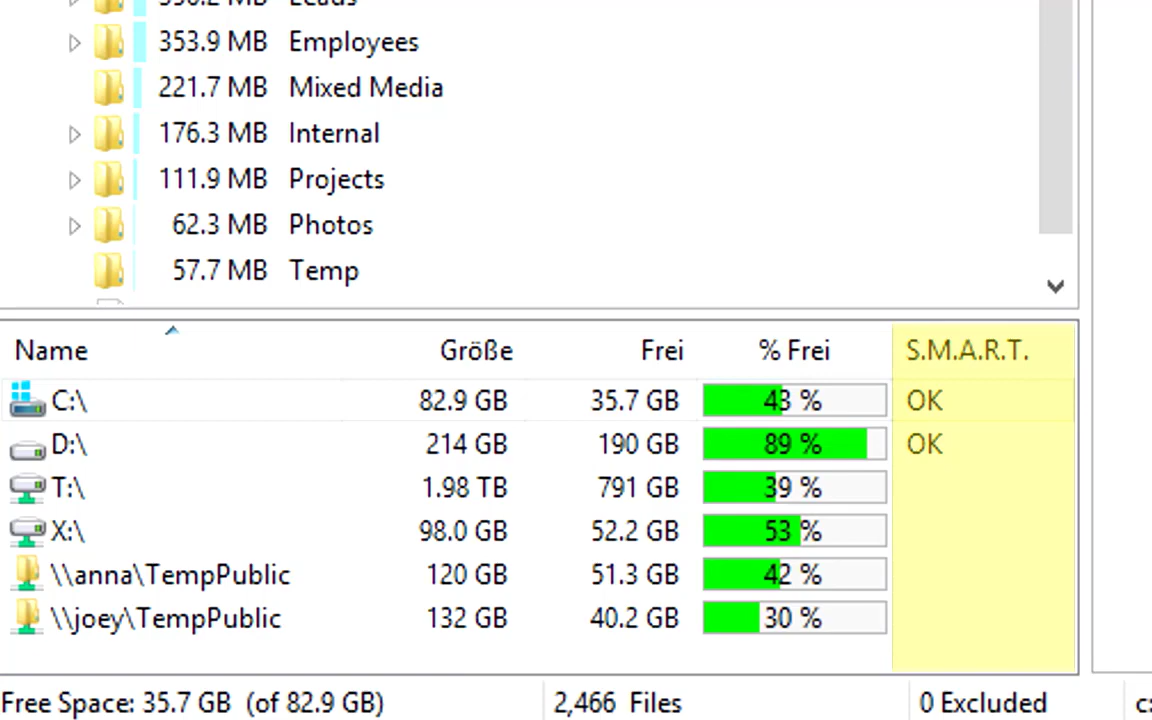 353.9 MB Employees
221.7 MB Mixed Media
176.3 MB Internal
111.9 MB Projects
62.3 MB Photos
57.7 MB Temp
Name Größe Frei % Frei S.M.A.R.T.
C:\ 82.9 GB 35.7 GB 43 % OK
D:\ 214 GB 190 GB 89 % OK
T:\ 1.98 TB 791 GB 39 %
X:\ 98.0 GB 52.2 GB 53 %
\\anna\TempPublic 120 GB 51.3 GB 42 %
\\joey\TempPublic 132 GB 40.2 GB 30 %
Free Space: 35.7 GB (of 82.9 GB) 2,466 Files 0 Excluded